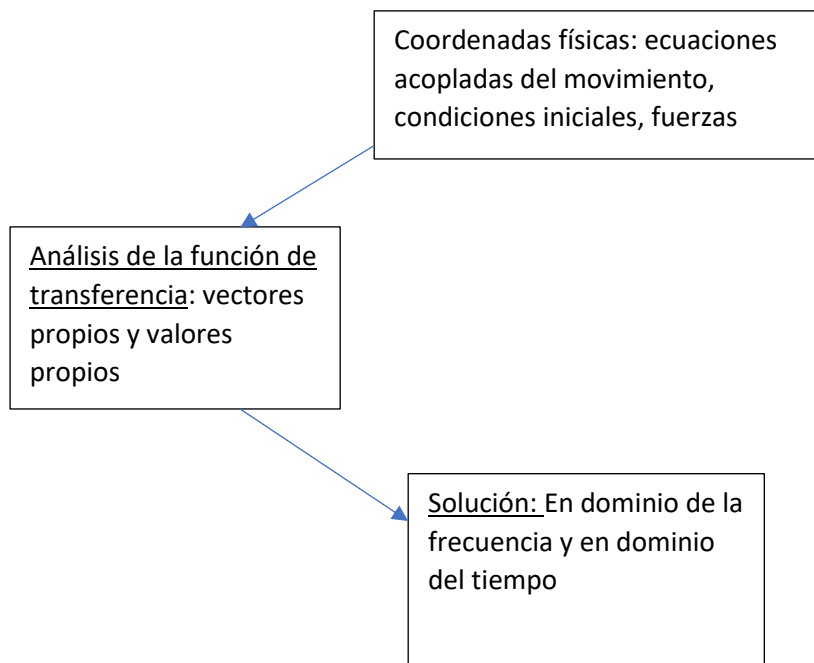 Coordenadas físicas: ecuaciones
acopladas del movimiento,
condiciones iniciales, fuerzas
Análisis de la función de
transferencia: vectores
propios y valores
propios
Solución: En dominio de la
frecuencia y en dominio
del tiempo